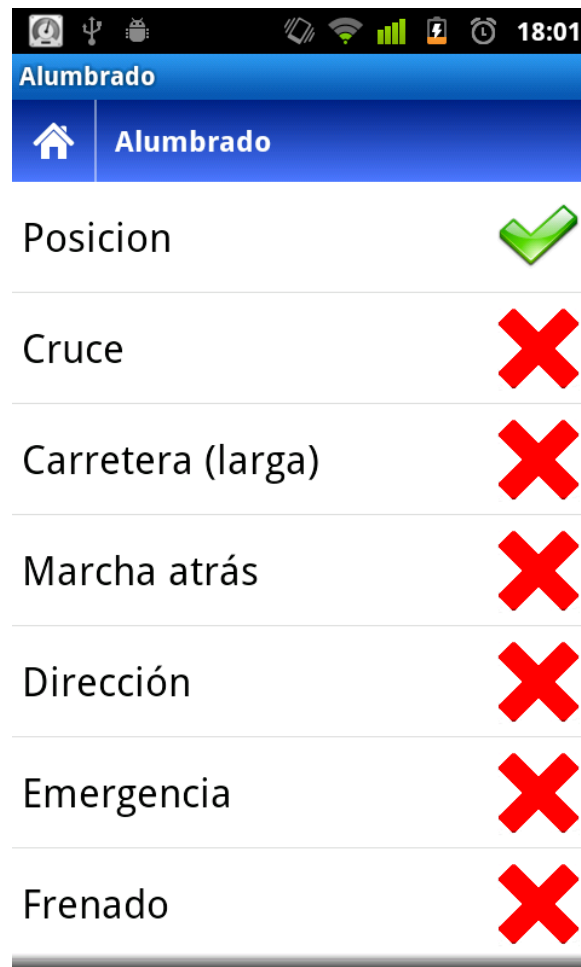 18:01
Alumbrado
Alumbrado
Posicion
Cruce
Carretera (larga)
Marcha atrás
Dirección
Emergencia
Frenado